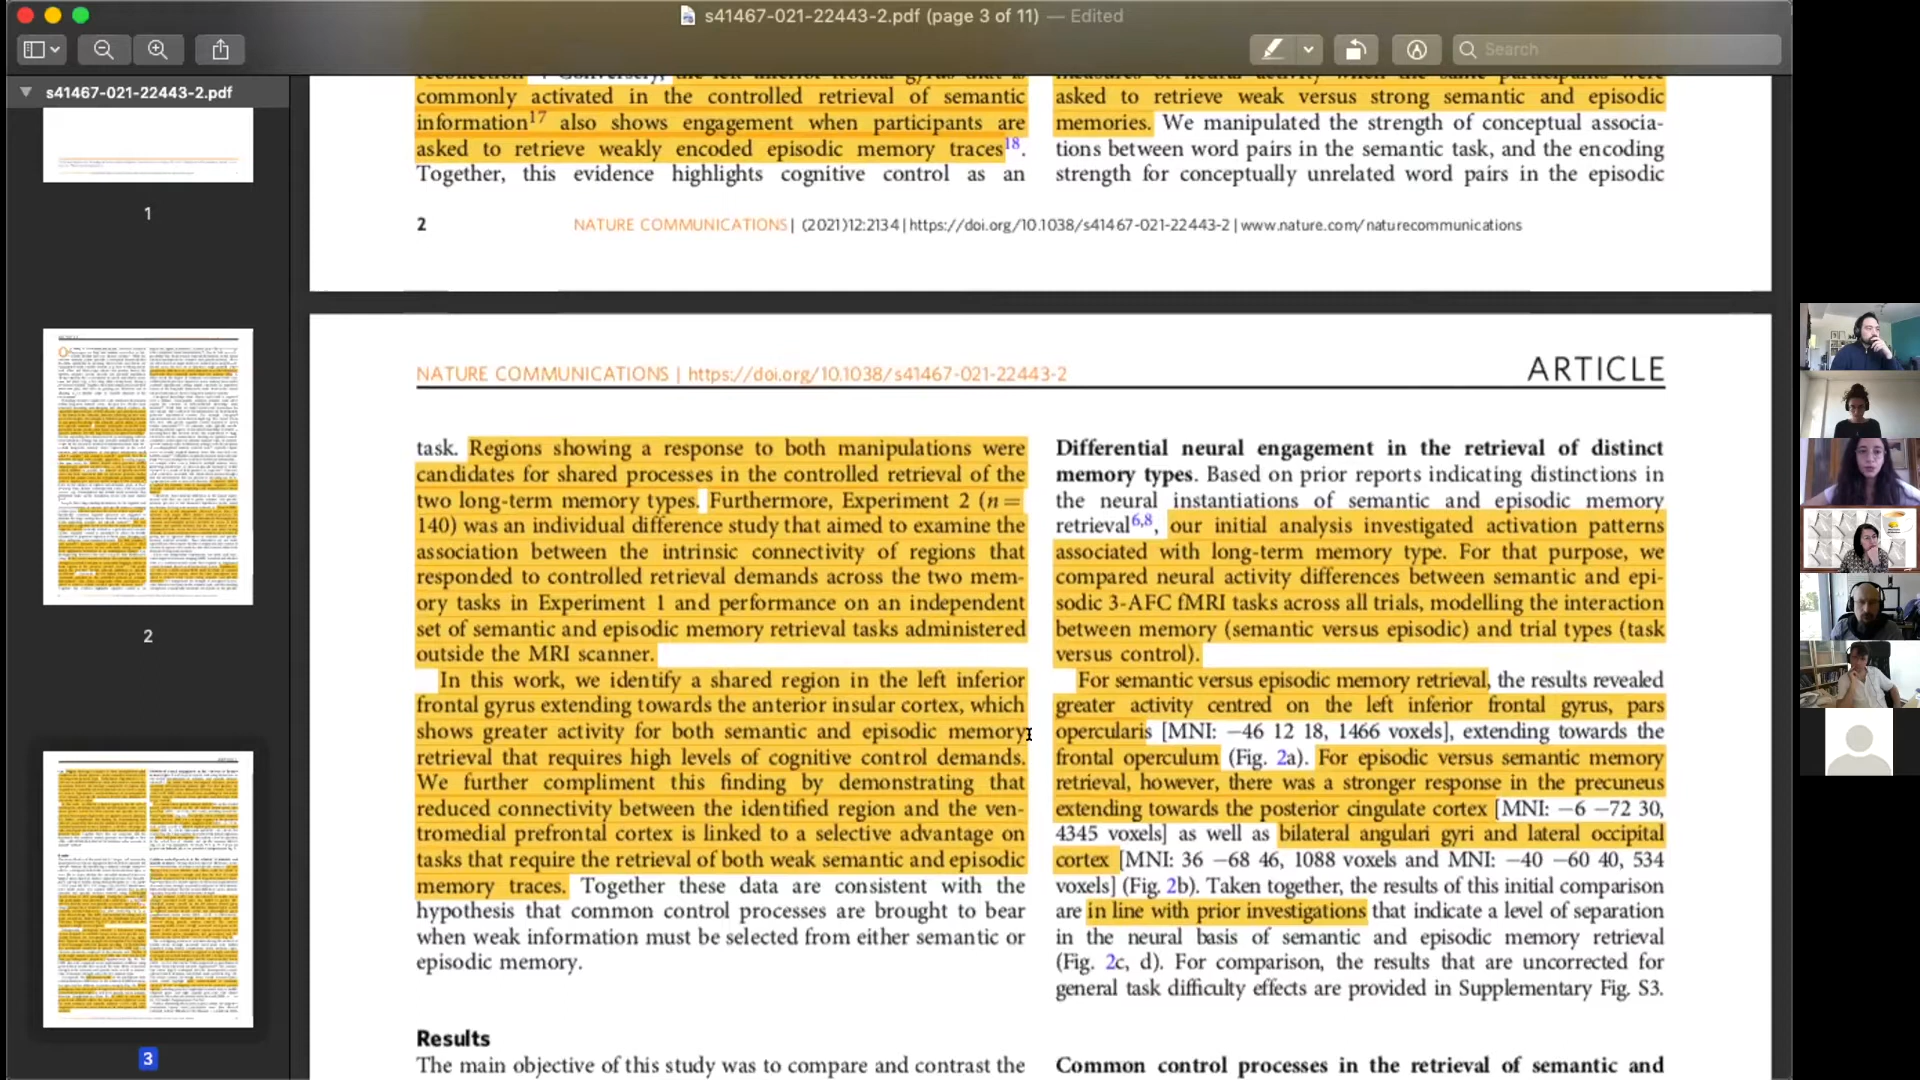 s41467-021-22443-2.pdf (page 3 of 11) — Edited
Search
s41467-021-22443-2.pdf
1
2
3
commonly activated in the controlled retrieval of semantic
information17 also shows engagement when participants are
asked to retrieve weakly encoded episodic memory traces18.
Together, this evidence highlights cognitive control as an
measures of neural activity when the same participants were
asked to retrieve weak versus strong semantic and episodic
memories. We manipulated the strength of conceptual associa-
tions between word pairs in the semantic task, and the encoding
strength for conceptually unrelated word pairs in the episodic
2 NATURE COMMUNICATIONS | (2021)12:2134 | https://doi.org/10.1038/s41467-021-22443-2 | www.nature.com/naturecommunications
NATURE COMMUNICATIONS | https://doi.org/10.1038/s41467-021-22443-2
ARTICLE
task. Regions showing a response to both manipulations were
candidates for shared processes in the controlled retrieval of the
two long-term memory types. Furthermore, Experiment 2 (n =
140) was an individual difference study that aimed to examine the
association between the intrinsic connectivity of regions that
responded to controlled retrieval demands across the two mem-
ory tasks in Experiment 1 and performance on an independent
set of semantic and episodic memory retrieval tasks administered
outside the MRI scanner.
In this work, we identify a shared region in the left inferior
frontal gyrus extending towards the anterior insular cortex, which
shows greater activity for both semantic and episodic memory
retrieval that requires high levels of cognitive control demands.
We further compliment this finding by demonstrating that
reduced connectivity between the identified region and the ven-
tromedial prefrontal cortex is linked to a selective advantage on
tasks that require the retrieval of both weak semantic and episodic
memory traces. Together these data are consistent with the
hypothesis that common control processes are brought to bear
when weak information must be selected from either semantic or
episodic memory.
Results
The main objective of this study was to compare and contrast the
Differential neural engagement in the retrieval of distinct
memory types. Based on prior reports indicating distinctions in
the neural instantiations of semantic and episodic memory
retrieval6,8, our initial analysis investigated activation patterns
associated with long-term memory type. For that purpose, we
compared neural activity differences between semantic and epi-
sodic 3-AFC fMRI tasks across all trials, modelling the interaction
between memory (semantic versus episodic) and trial types (task
versus control).
For semantic versus episodic memory retrieval, the results revealed
greater activity centred on the left inferior frontal gyrus, pars
opercularis [MNI: −46 12 18, 1466 voxels], extending towards the
frontal operculum (Fig. 2a). For episodic versus semantic memory
retrieval, however, there was a stronger response in the precuneus
extending towards the posterior cingulate cortex [MNI: −6 −72 30,
4345 voxels] as well as bilateral angulari gyri and lateral occipital
cortex [MNI: 36 −68 46, 1088 voxels and MNI: −40 −60 40, 534
voxels] (Fig. 2b). Taken together, the results of this initial comparison
are in line with prior investigations that indicate a level of separation
in the neural basis of semantic and episodic memory retrieval
(Fig. 2c, d). For comparison, the results that are uncorrected for
general task difficulty effects are provided in Supplementary Fig. S3.
Common control processes in the retrieval of semantic and